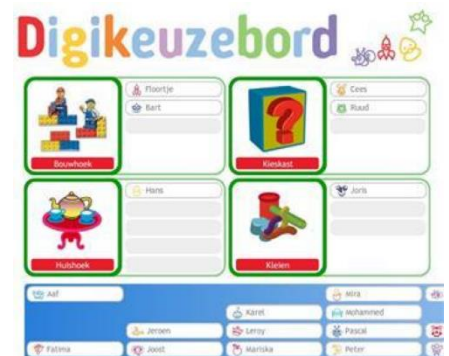 Digikeuzebord
Floortje
Bart
Bouwhoek
Cees
Ruud
Kieskast
Hans
Huishoek
Joris
Kleien
Aaf
Mira
Karel
Mohammed
Jeroen
Leroy
Pascal
Fatima
Joost
Mariska
Peter